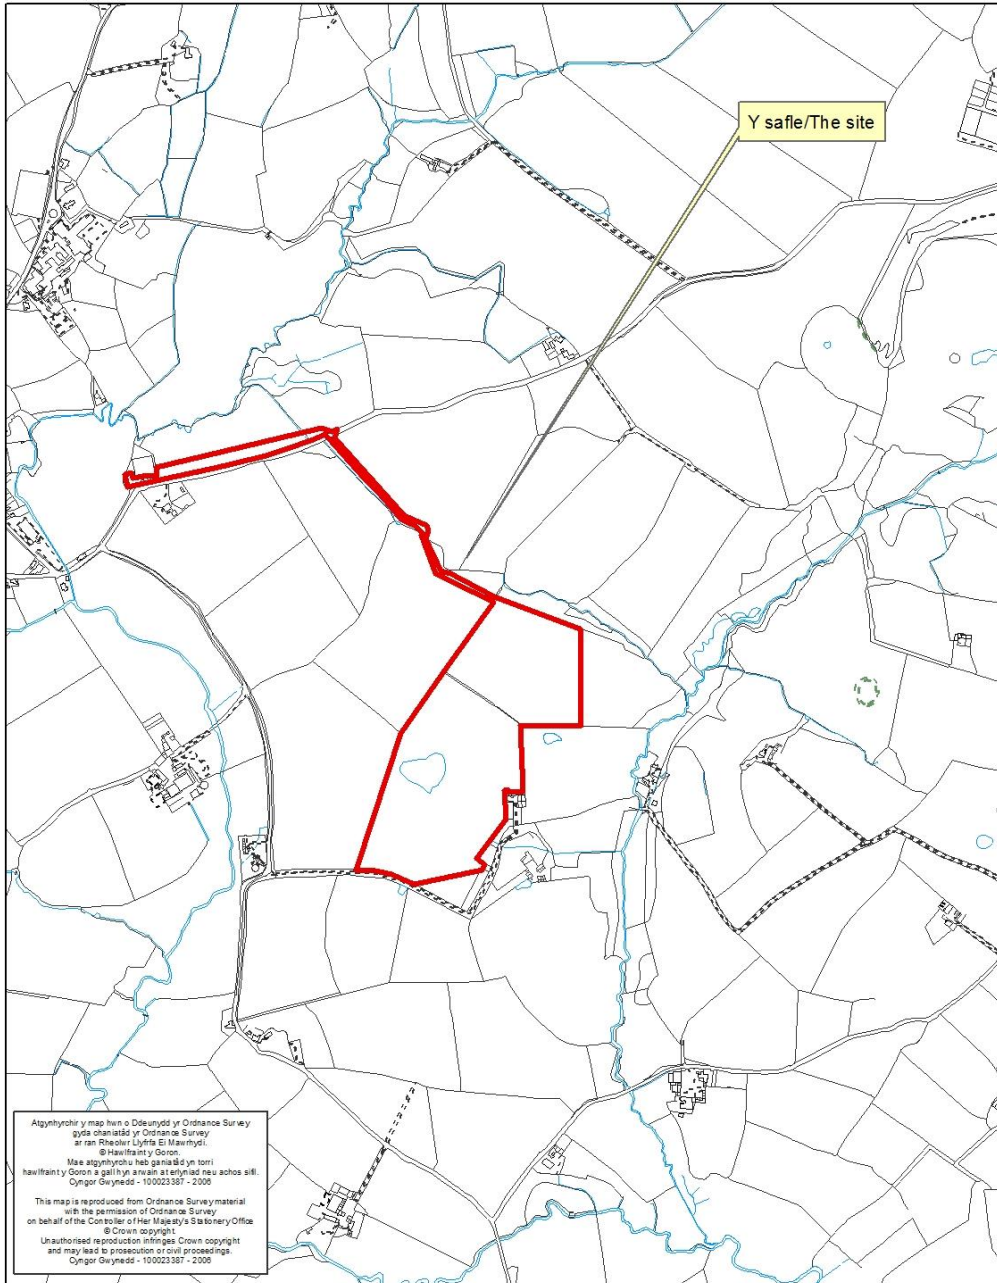 Y safle/The site
Atgynhyrchir y map hwn o Ddeunydd yr Ordnance Survey
gyda chaniatâd yr Ordnance Survey
ar ran Rheolwr Llyfrfa Ei Mawrhydi.
© Hawlfraint y Goron.
Mae atgynhyrchu heb ganiatâd yn torri
hawlfraint y Goron a gall hyn arwain at erlyniad neu achos sifil.
Cyngor Gwynedd - 100023387 - 2006
This map is reproduced from Ordnance Survey material
with the permission of Ordnance Survey
on behalf of the Controller of Her Majesty's Stationery Office
© Crown copyright.
Unauthorised reproduction infringes Crown copyright
and may lead to prosecution or civil proceedings.
Cyngor Gwynedd - 100023387 - 2006